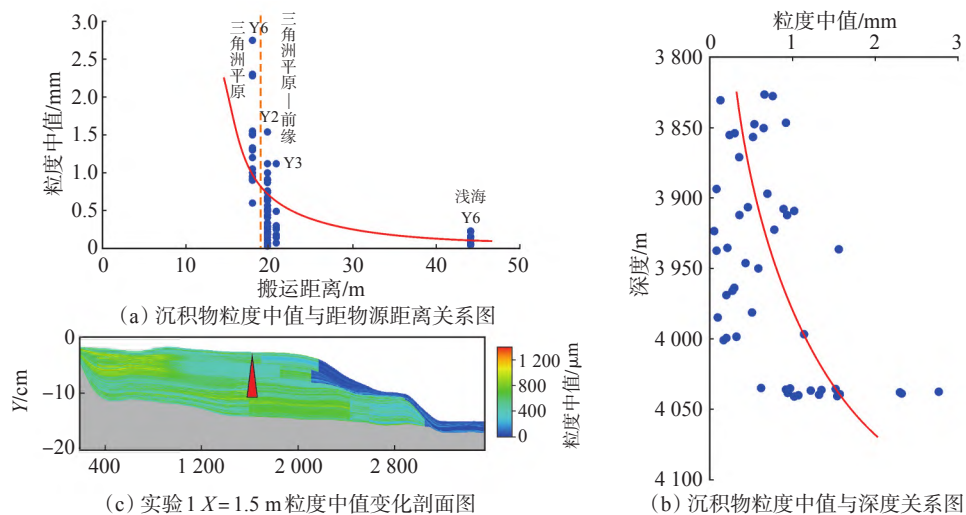 3.0
2.5
2.0
1.5
1.0
0.5
0
粒度中值/mm
三角洲平原
Y6
三角洲平原—前缘
Y2
Y3
浅海
Y6
0
10
20
30
40
50
搬运距离/m
(a) 沉积物粒度中值与距物源距离关系图
0
-10
-20
Y/cm
400
1 200
2 000
2 800
1 200
800
400
0
粒度中值/μm
(c) 实验1 X=1.5 m粒度中值变化剖面图
粒度中值/mm
0
1
2
3
3 800
3 850
3 900
3 950
4 000
4 050
4 100
深度/m
(b) 沉积物粒度中值与深度关系图